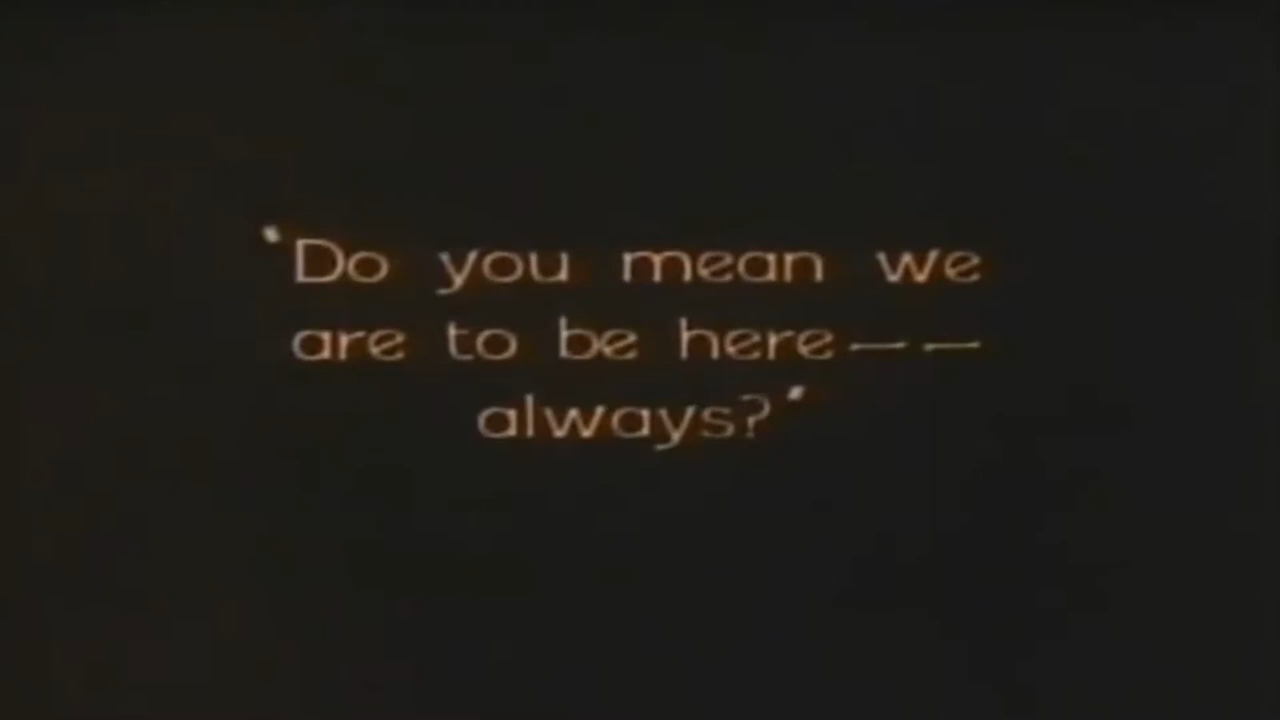 'Do you mean we
are to be here — —
always?'